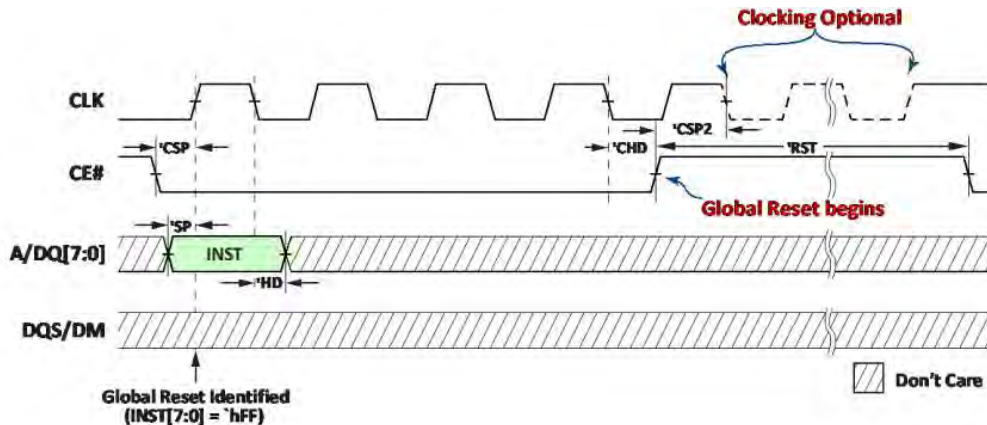 Clocking Optional
CLK
tCSP
tCHD
tCSP2
tRST
CE#
Global Reset begins
tSP
A/DQ[7:0]
INST
tHD
DQS/DM
Don't Care
Global Reset Identified
(INST[7:0] = `hFF)